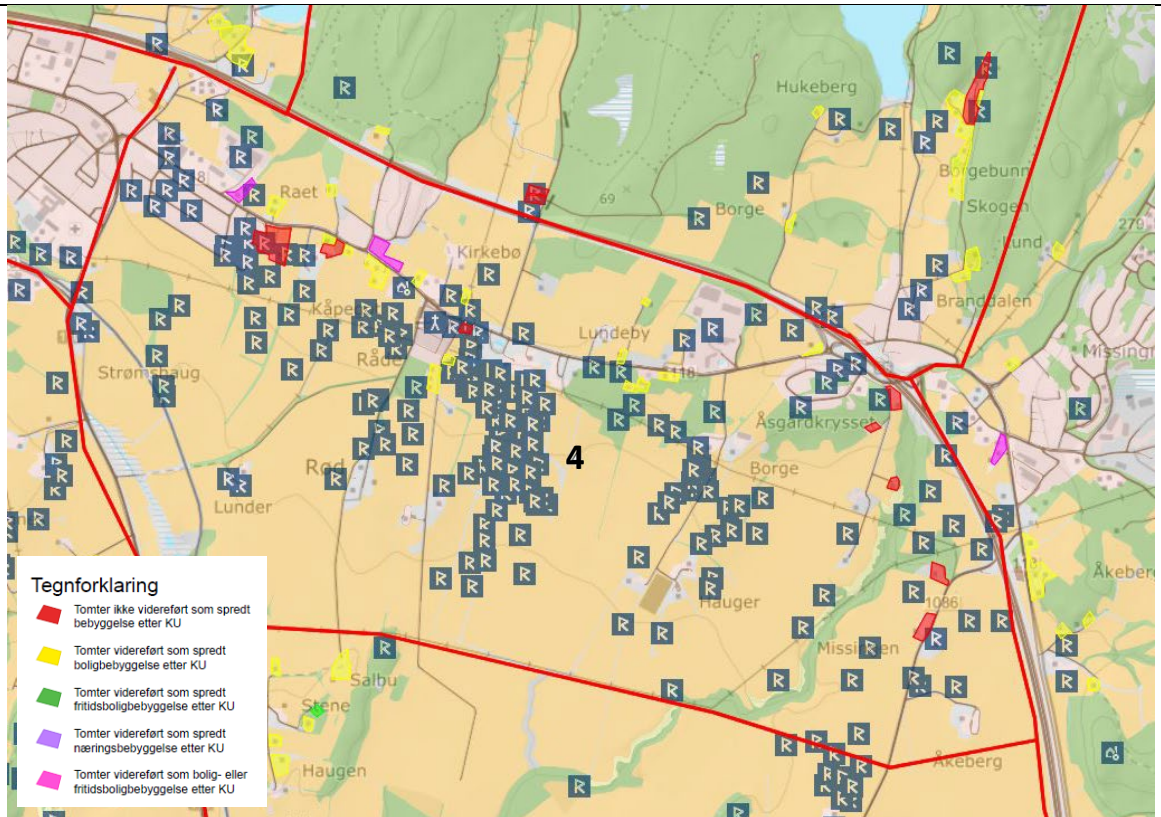 Hukeberg
Borgebunn
Raet
69
Borge
Skogen
Lund
279
Kirkebø
Branddalen
Lundeby
Missingm
Strømshaug
118
Åsgårdkrysset
4
Rød
Borge
Lunder
Åkeberg
Hauger
1086
Missingen
Salbu
Stene
Haugen
Åkeberg
Tegnforklaring
Tomter ikke videreført som spredt
bebyggelse etter KU
Tomter videreført som spredt
boligbebyggelse etter KU
Tomter videreført som spredt
fritidsboligbebyggelse etter KU
Tomter videreført som spredt
næringsbebyggelse etter KU
Tomter videreført som bolig- eller
fritidsboligbebyggelse etter KU